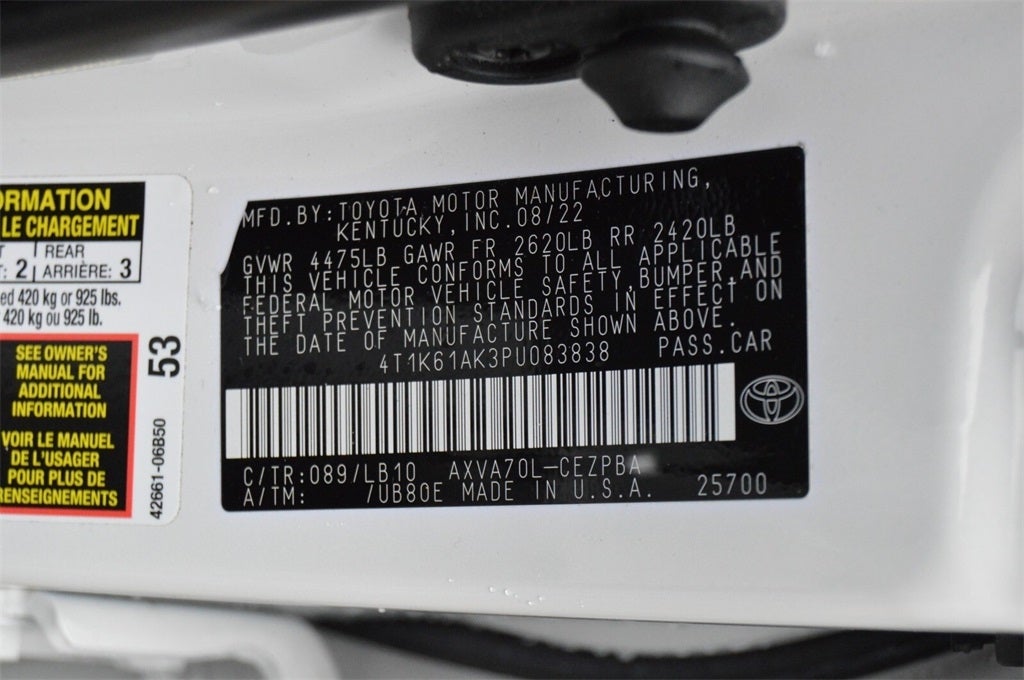 ORMATION
LE CHARGEMENT
: 2 | REAR
ARRIÈRE: 3
ed 420 kg or 925 lbs.
420 kg ou 925 lb.
SEE OWNER'S
MANUAL FOR
ADDITIONAL
INFORMATION
VOIR LE MANUEL
DE L'USAGER
POUR PLUS DE
RENSEIGNEMENTS
53
42661-06B50
MFD.BY:TOYOTA MOTOR MANUFACTURING,
KENTUCKY,INC.08/22
GVWR 4475LB GAWR FR 2620LB RR 2420LB
THIS VEHICLE CONFORMS TO ALL APPLICABLE
FEDERAL MOTOR VEHICLE SAFETY,BUMPER,AND
THEFT PREVENTION STANDARDS IN EFFECT ON
THE DATE OF MANUFACTURE SHOWN ABOVE.
4T1K61AK3PU083838 PASS.CAR
C/TR:089/LB10 AXVA70L-CEZPBA
A/TM: /UB80E MADE IN U.S.A. 25700